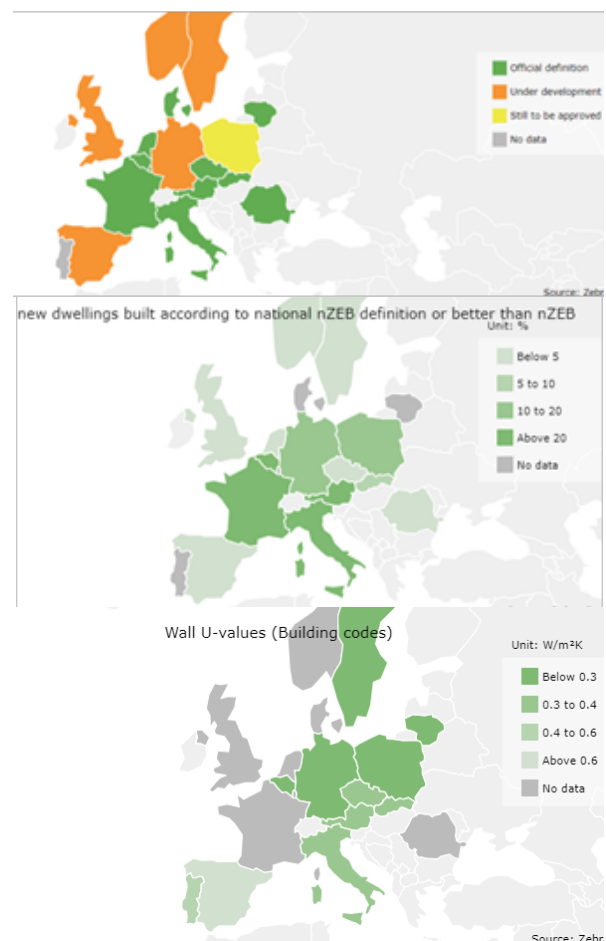 Official definition
Under development
Still to be approved
No data
Source: Zebr
new dwellings built according to national nZEB definition or better than nZEB
Unit: %
Below 5
5 to 10
10 to 20
Above 20
No data
Wall U-values (Building codes)
Unit: W/m²K
Below 0.3
0.3 to 0.4
0.4 to 0.6
Above 0.6
No data
Source: Zebr